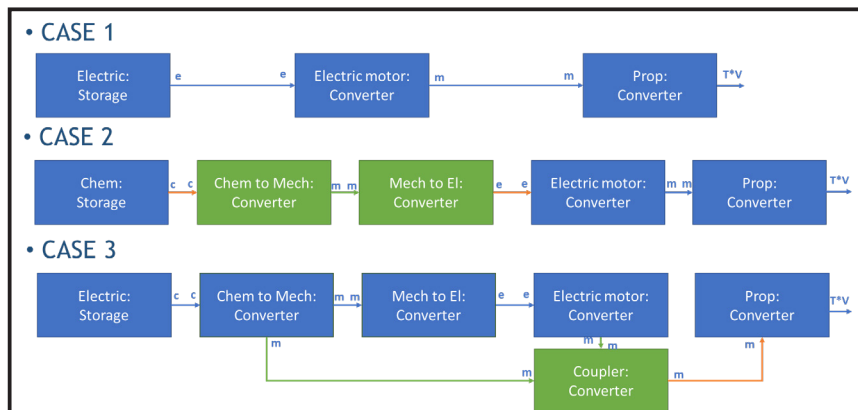 • CASE 1
Electric: Storage
e e
Electric motor: Converter
m m
Prop: Converter
T*V
• CASE 2
Chem: Storage
c c
Chem to Mech: Converter
m m
Mech to El: Converter
e e
Electric motor: Converter
m m
Prop: Converter
T*V
• CASE 3
Electric: Storage
c c
Chem to Mech: Converter
m m
Mech to El: Converter
e e
Electric motor: Converter
Prop: Converter
T*V
m
m
m
m
Coupler: Converter
m
m